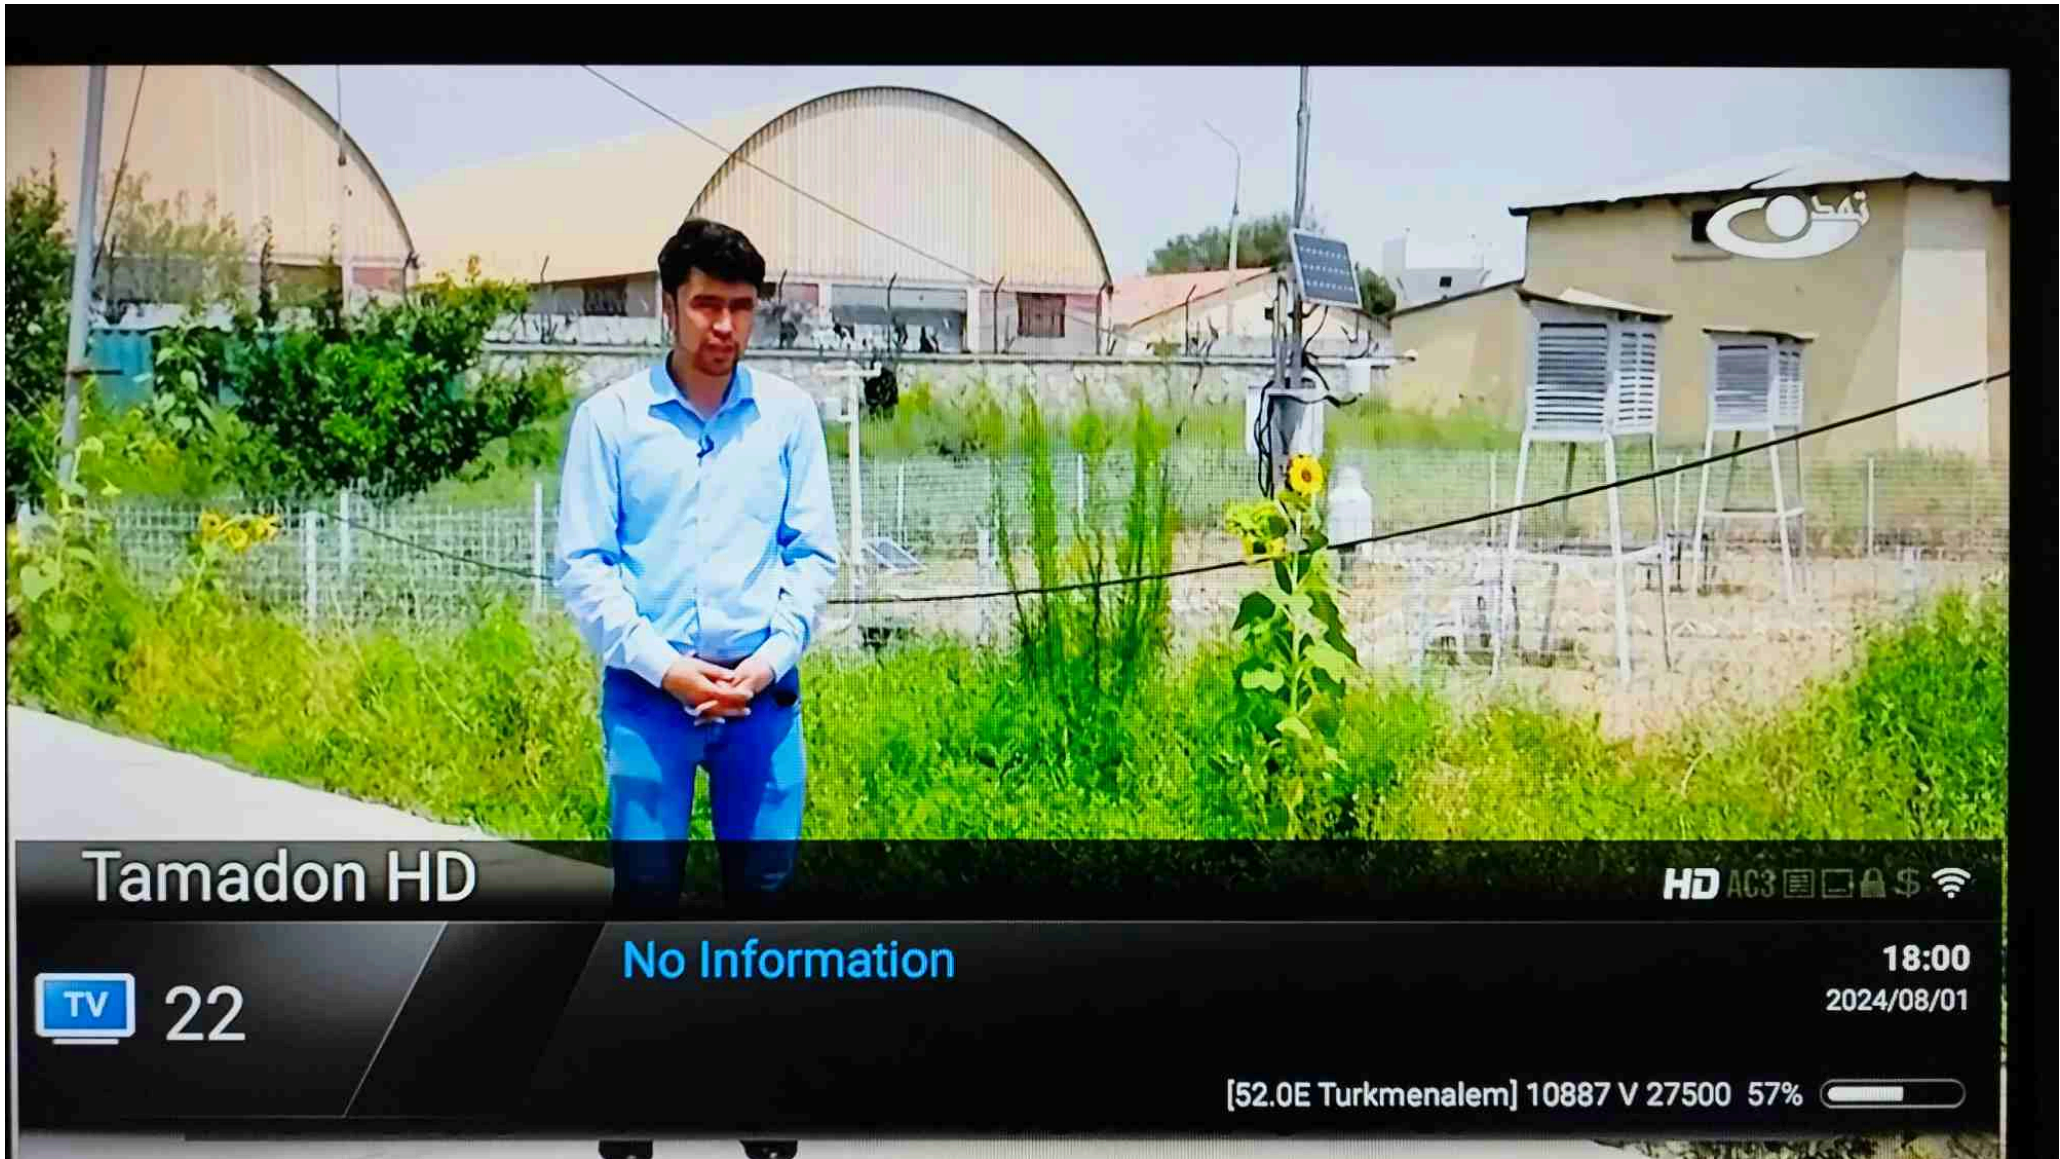 تمدن
Tamadon HD
HD AC3 $
TV 22
No Information
18:00
2024/08/01
[52.0E Turkmenalem] 10887 V 27500 57%